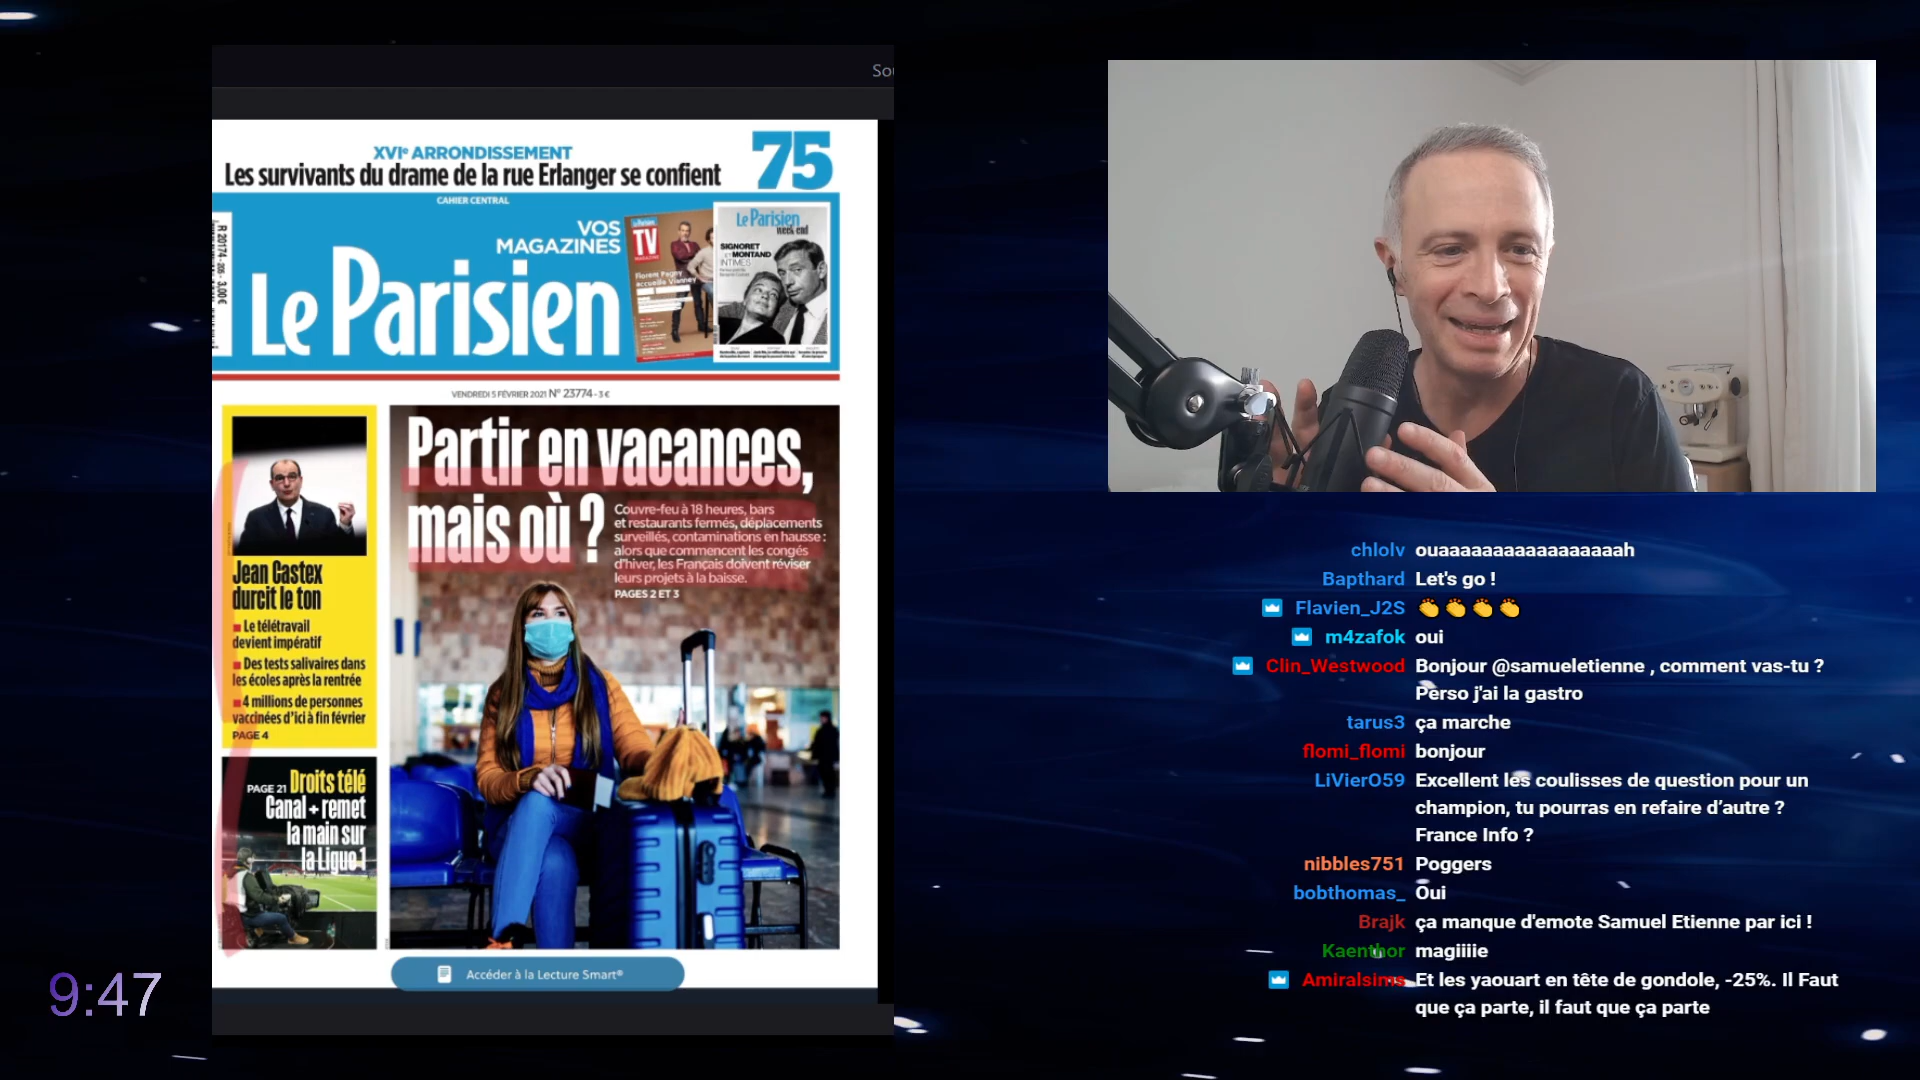 Sou
XVIᵉ ARRONDISSEMENT
Les survivants du drame de la rue Erlanger se confient
75
CAHIER CENTRAL
VOS
MAGAZINES
TV
MAGAZINE
Florent Pagny
accueille Vianney
Le Parisien
week end
SIGNORET
ET MONTAND
INTIMES
Le Parisien
VENDREDI 5 FÉVRIER 2021 N° 23774 - 3 €
Partir en vacances,
mais où ?
Couvre-feu à 18 heures, bars
et restaurants fermés, déplacements
surveillés, contaminations en hausse :
alors que commencent les congés
d'hiver, les Français doivent réviser
leurs projets à la baisse.
PAGES 2 ET 3
Jean Castex
durcit le ton
Le télétravail
devient impératif
Des tests salivaires dans
les écoles après la rentrée
4 millions de personnes
vaccinées d'ici à fin février
PAGE 4
PAGE 21 Droits télé
Canal + remet
la main sur
la Ligue 1
Accéder à la Lecture Smart®
9:47
chlolv ouaaaaaaaaaaaaaaaaaah
Bapthard Let's go !
Flavien_J2S 👏 👏 👏 👏
m4zafok oui
Clin_Westwood Bonjour @samueletienne , comment vas-tu ?
Perso j'ai la gastro
tarus3 ça marche
flomi_flomi bonjour
LiVierO59 Excellent les coulisses de question pour un
champion, tu pourras en refaire d’autre ?
France Info ?
nibbles751 Poggers
bobthomas_ Oui
Brajk ça manque d'emote Samuel Etienne par ici !
Kaenthor magiiiie
Amiralsims Et les yaouart en tête de gondole, -25%. Il Faut
que ça parte, il faut que ça parte